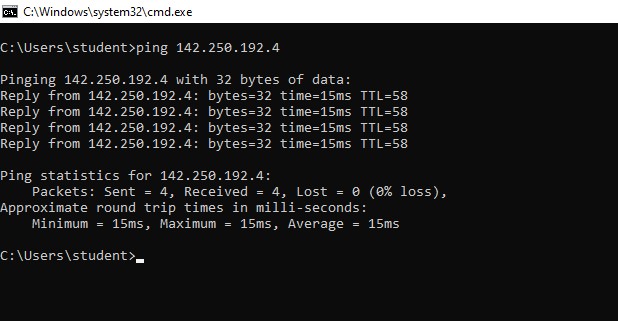 C:\Windows\system32\cmd.exe
C:\Users\student>ping 142.250.192.4
Pinging 142.250.192.4 with 32 bytes of data:
Reply from 142.250.192.4: bytes=32 time=15ms TTL=58
Reply from 142.250.192.4: bytes=32 time=15ms TTL=58
Reply from 142.250.192.4: bytes=32 time=15ms TTL=58
Reply from 142.250.192.4: bytes=32 time=15ms TTL=58
Ping statistics for 142.250.192.4:
    Packets: Sent = 4, Received = 4, Lost = 0 (0% loss),
Approximate round trip times in milli-seconds:
    Minimum = 15ms, Maximum = 15ms, Average = 15ms
C:\Users\student>